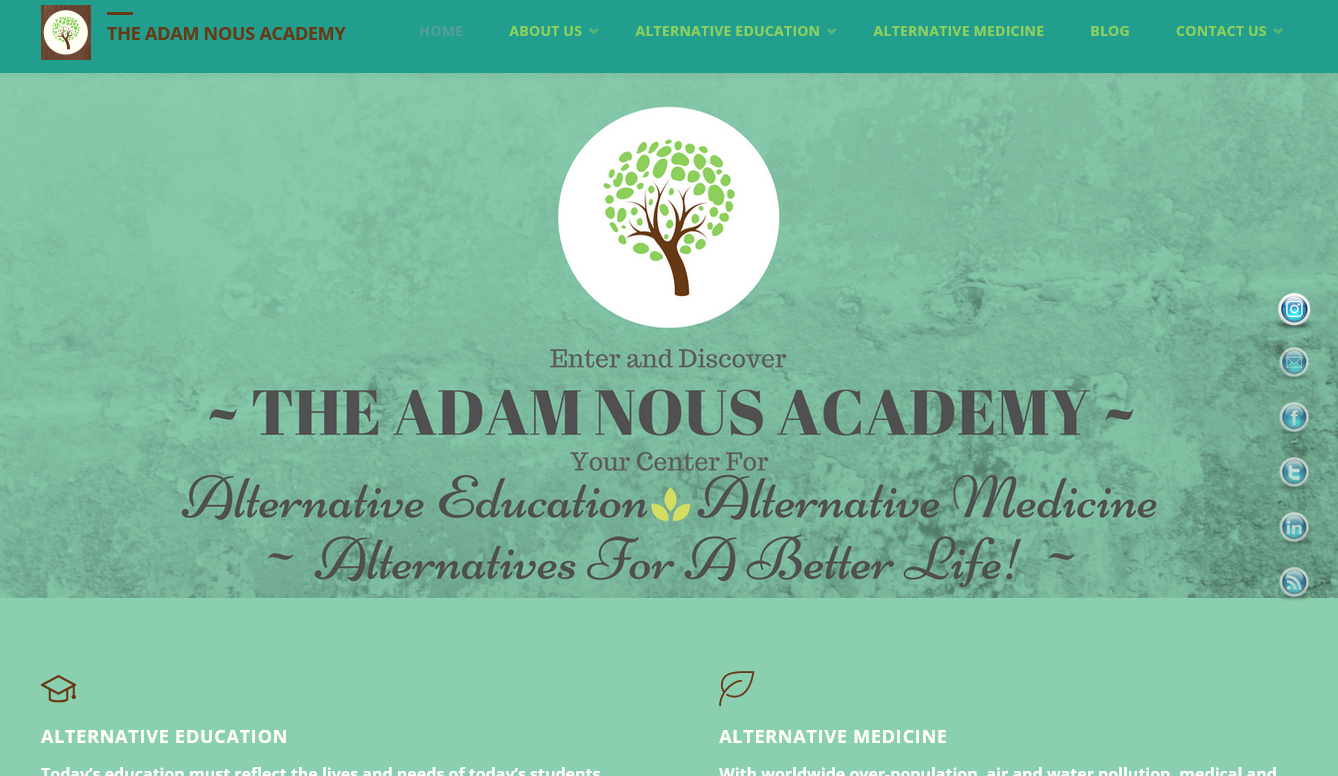 THE ADAM NOUS ACADEMY
HOME ABOUT US ALTERNATIVE EDUCATION ALTERNATIVE MEDICINE BLOG CONTACT US
Enter and Discover
~ THE ADAM NOUS ACADEMY ~
Your Center For
Alternative Education Alternative Medicine
~ Alternatives For A Better Life! ~
ALTERNATIVE EDUCATION
Today's education must reflect the lives and needs of today's students
ALTERNATIVE MEDICINE
With worldwide over-population, air and water pollution, medical and